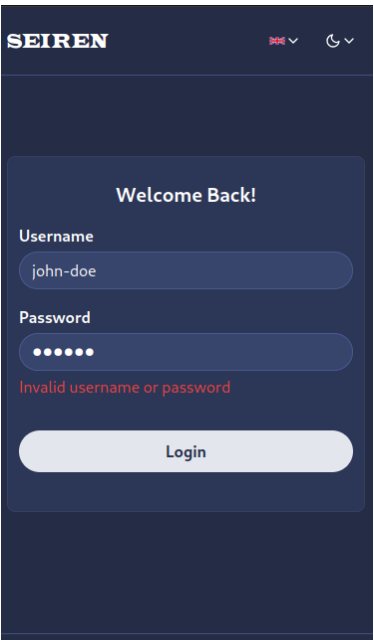 SEIREN
Welcome Back!
Username
john-doe
Password
••••••
Invalid username or password
Login